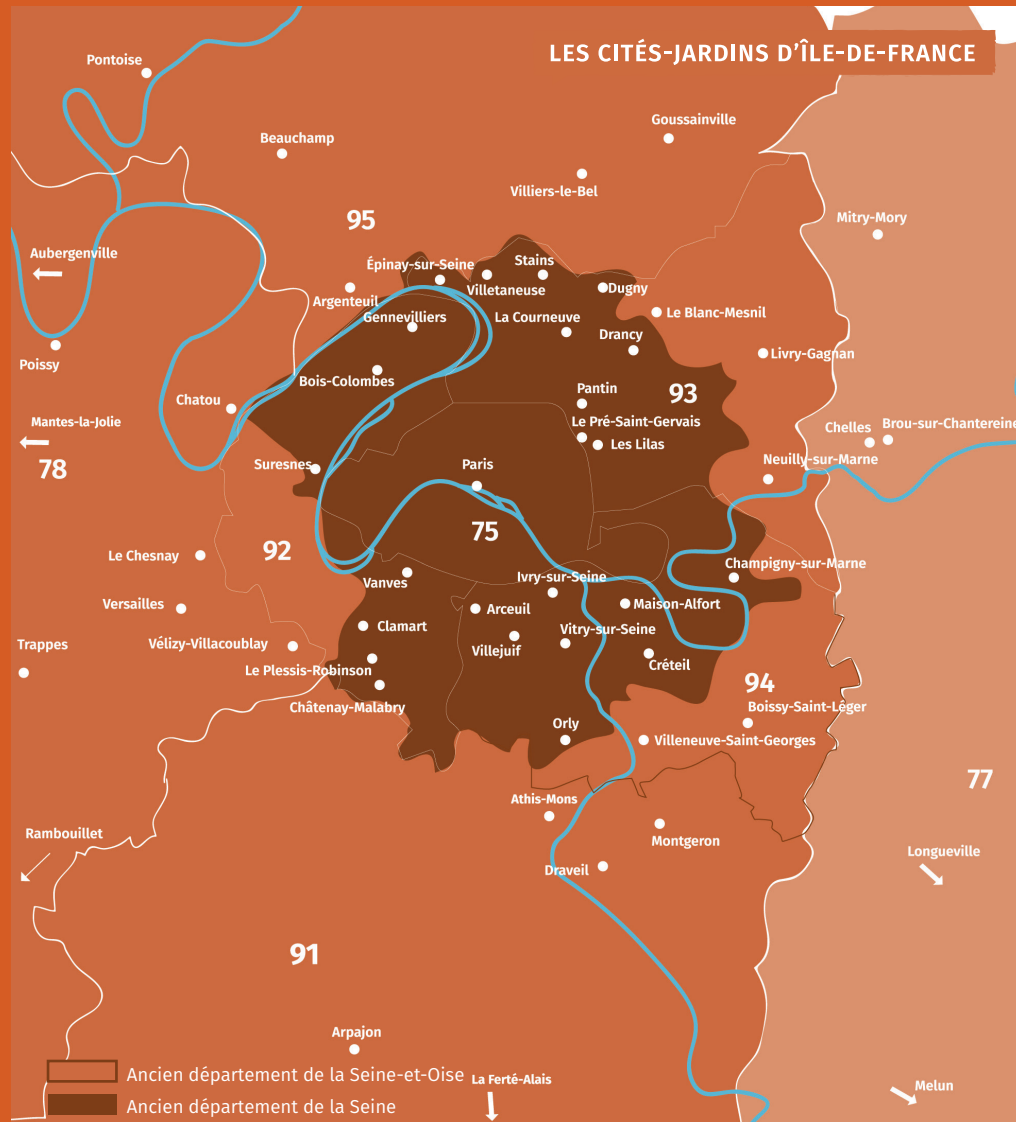 LES CITÉS-JARDINS D'ÎLE-DE-FRANCE
Pontoise
Goussainville
Beauchamp
Villiers-le-Bel
95
Mitry-Mory
Aubergenville
Épinay-sur-Seine
Stains
Villetaneuse
Dugny
Argenteuil
Gennevilliers
La Courneuve
Le Blanc-Mesnil
Drancy
Livry-Gagnan
Poissy
Bois-Colombes
Pantin
93
Chatou
Le Pré-Saint-Gervais
Mantes-la-Jolie
Les Lilas
Chelles
Brou-sur-Chantereine
78
Suresnes
Paris
Neuilly-sur-Marne
75
92
Le Chesnay
Champigny-sur-Marne
Vanves
Ivry-sur-Seine
Versailles
Arceuil
Maison-Alfort
Clamart
Vitry-sur-Seine
Trappes
Vélizy-Villacoublay
Villejuif
Le Plessis-Robinson
Créteil
94
Châtenay-Malabry
Boissy-Saint-Léger
Orly
Villeneuve-Saint-Georges
77
Athis-Mons
Rambouillet
Montgeron
Longueville
Draveil
91
Arpajon
Ancien département de la Seine-et-Oise
La Ferté-Alais
Melun
Ancien département de la Seine